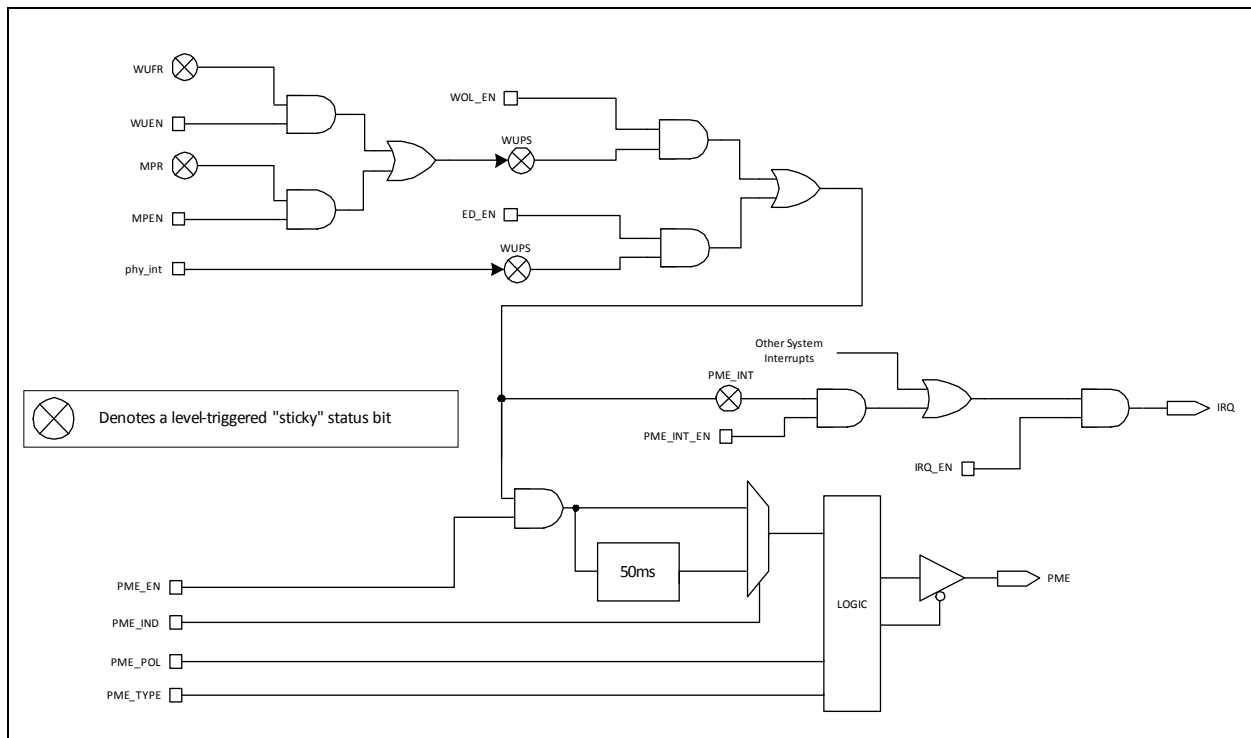 WUFR
WUEN
MPR
MPEN
phy_int
WOL_EN
WUPS
ED_EN
WUPS
Other System
Interrupts
PME_INT
PME_INT_EN
IRQ_EN
IRQ
Denotes a level-triggered "sticky" status bit
50ms
LOGIC
PME
PME_EN
PME_IND
PME_POL
PME_TYPE